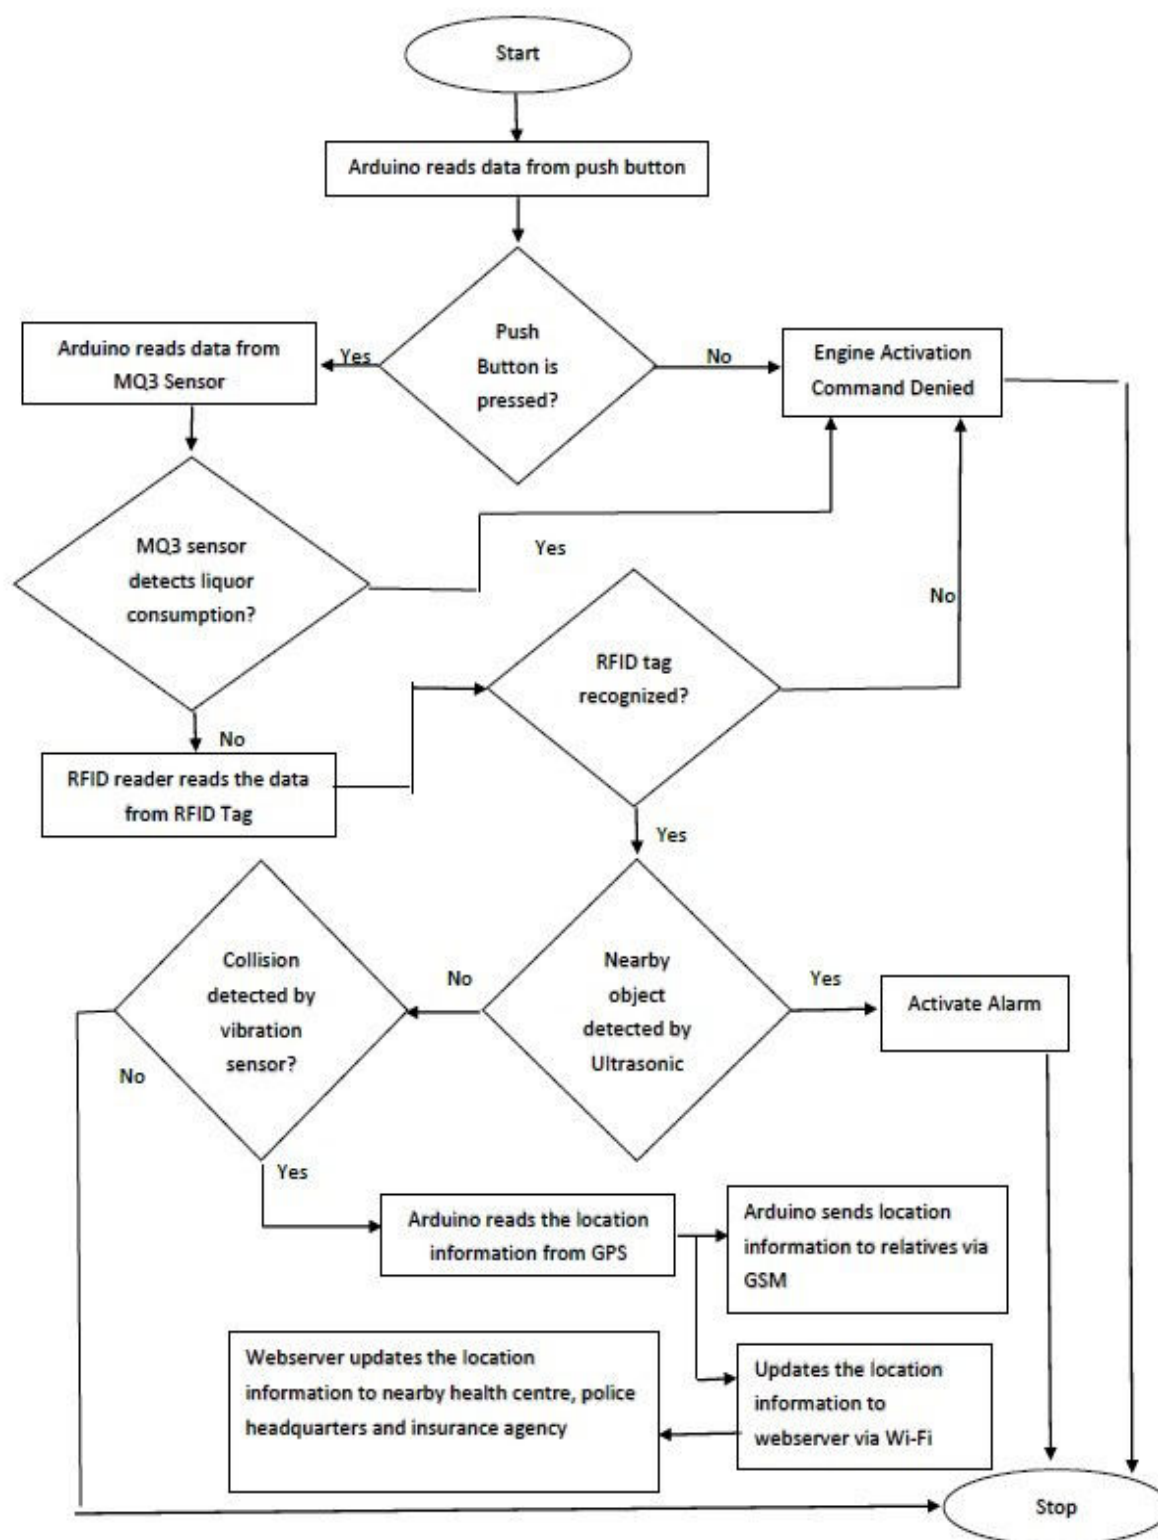 Start
Arduino reads data from push button
Push
Button is
pressed?
Yes
No
Arduino reads data from
MQ3 Sensor
Engine Activation
Command Denied
MQ3 sensor
detects liquor
consumption?
Yes
No
RFID tag
recognized?
No
RFID reader reads the data
from RFID Tag
Yes
Nearby
object
detected by
Ultrasonic
No
Yes
Activate Alarm
Collision
detected by
vibration
sensor?
No
Yes
Arduino reads the location
information from GPS
Arduino sends location
information to relatives via
GSM
Updates the location
information to
webserver via Wi-Fi
Webserver updates the location
information to nearby health centre, police
headquarters and insurance agency
Stop